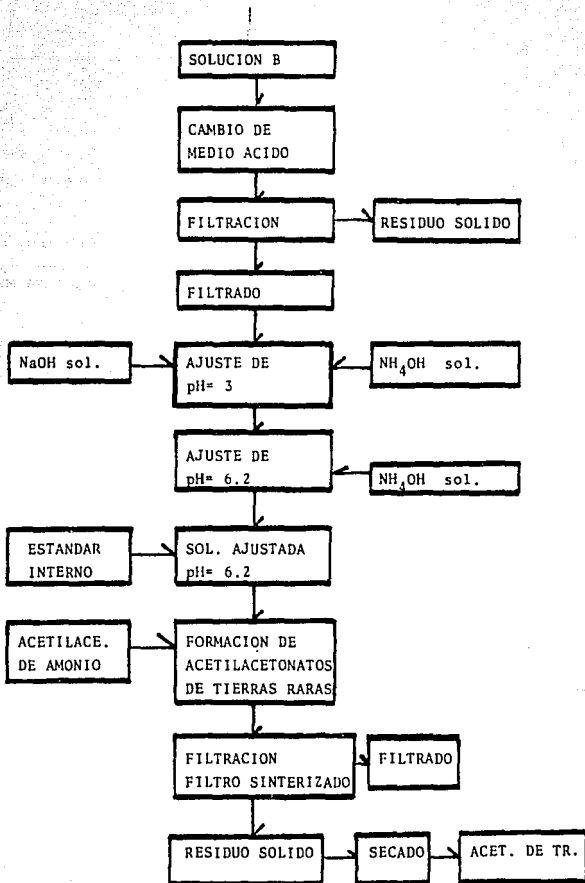 SOLUCION B
CAMBIO DE
MEDIO ACIDO
FILTRACION
RESIDUO SOLIDO
FILTRADO
NaOH sol.
AJUSTE DE
pH= 3
NH4OH sol.
AJUSTE DE
pH= 6.2
NH4OH sol.
ESTANDAR
INTERNO
SOL. AJUSTADA
pH= 6.2
ACETILACE.
DE AMONIO
FORMACION DE
ACETILACETONATOS
DE TIERRAS RARAS
FILTRACION
FILTRO SINTERIZADO
FILTRADO
RESIDUO SOLIDO
SECADO
ACET. DE TR.